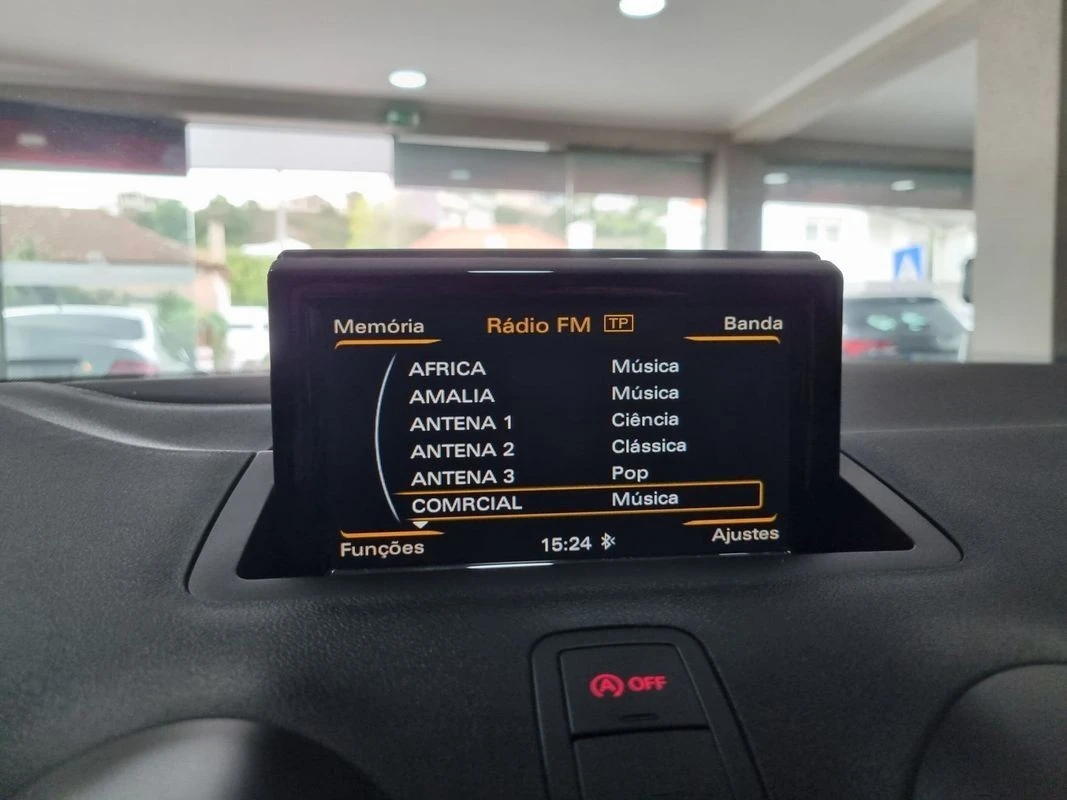 Memória Rádio FM TP Banda
AFRICA Música
AMALIA Música
ANTENA 1 Ciência
ANTENA 2 Clássica
ANTENA 3 Pop
COMRCIAL Música
Funções 15:24 Ajustes
A OFF